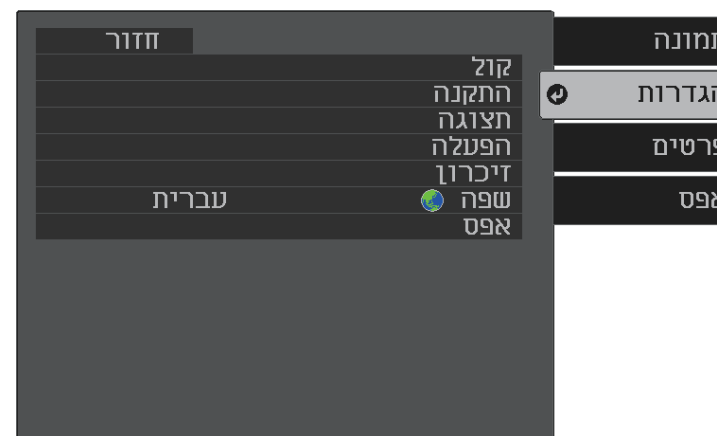 תמונה
הגדרות
פרטים
אפס
חזור
קול
התקנה
תצוגה
הפעלה
זיכרון
שפה עברית
אפס